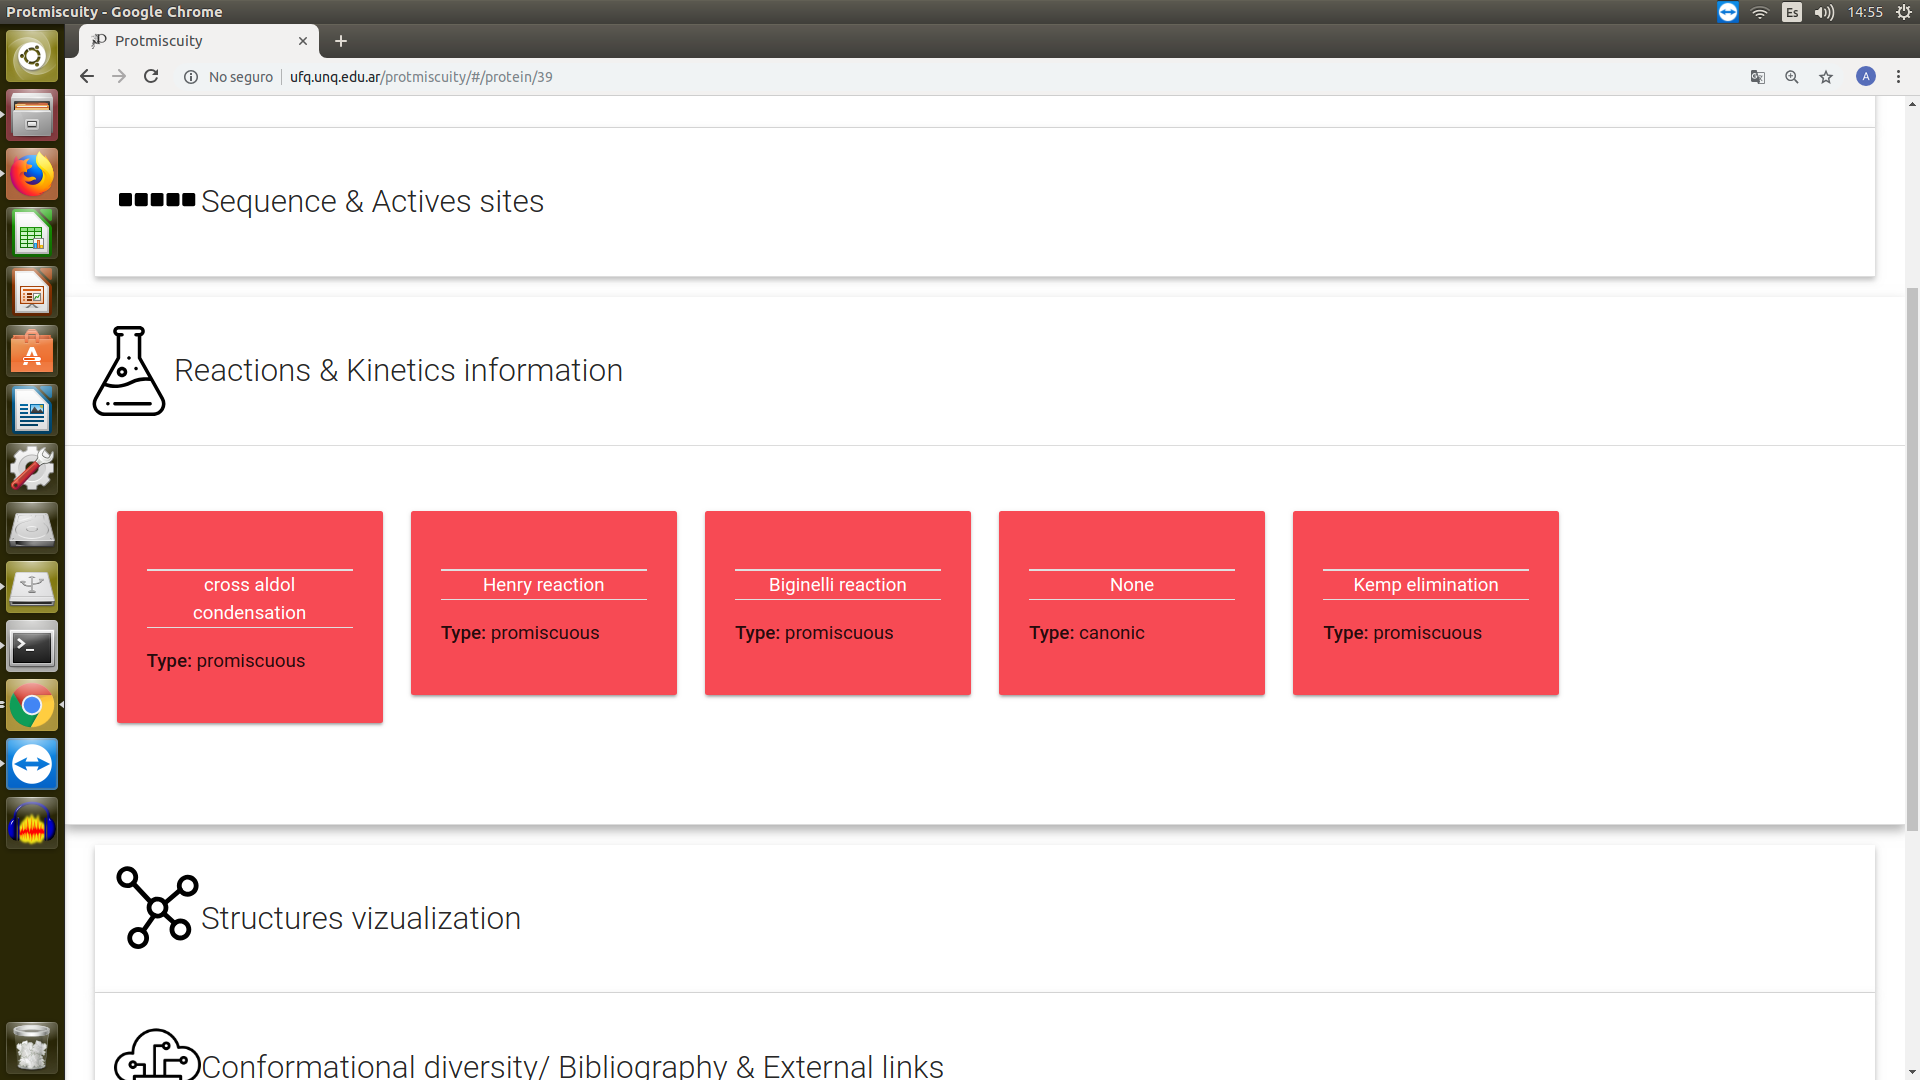 Protmiscuity - Google Chrome
Es
14:55
Protmiscuity
No seguro
ufq.unq.edu.ar/protmiscuity/#/protein/39
A
Sequence & Actives sites
Reactions & Kinetics information
cross aldol
condensation
Type: promiscuous
Henry reaction
Type: promiscuous
Biginelli reaction
Type: promiscuous
None
Type: canonic
Kemp elimination
Type: promiscuous
Structures vizualization
Conformational diversity/ Bibliography & External links